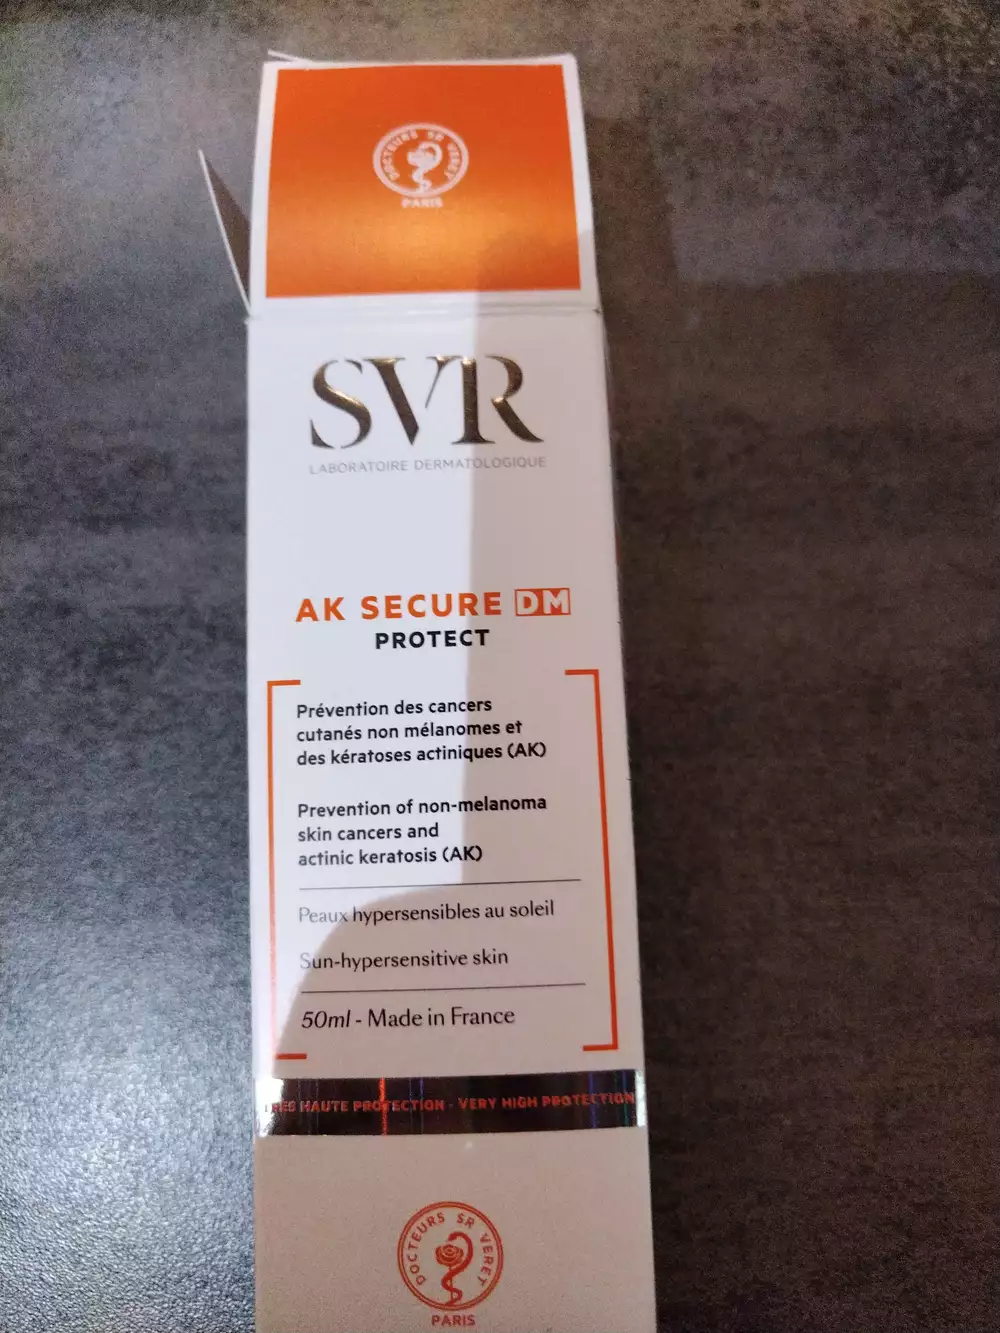 DOCTEURS SR VERET
PARIS
SVR
LABORATOIRE DERMATOLOGIQUE
AK SECURE DM
PROTECT
Prévention des cancers
cutanés non mélanomes et
des kératoses actiniques (AK)
Prevention of non-melanoma
skin cancers and
actinic keratosis (AK)
Peaux hypersensibles au soleil
Sun-hypersensitive skin
50ml - Made in France
TRÈS HAUTE PROTECTION - VERY HIGH PROTECTION
DOCTEURS SR VERET
PARIS